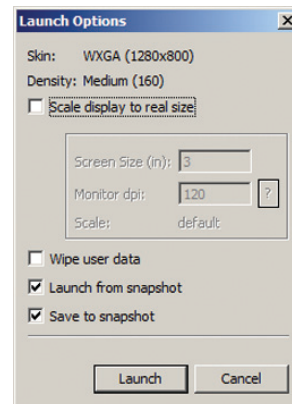 Launch Options
Skin: WXGA (1280x800)
Density: Medium (160)
Scale display to real size
Screen Size (in): 3
Monitor dpi: 120 ?
Scale: default
Wipe user data
Launch from snapshot
Save to snapshot
Launch Cancel